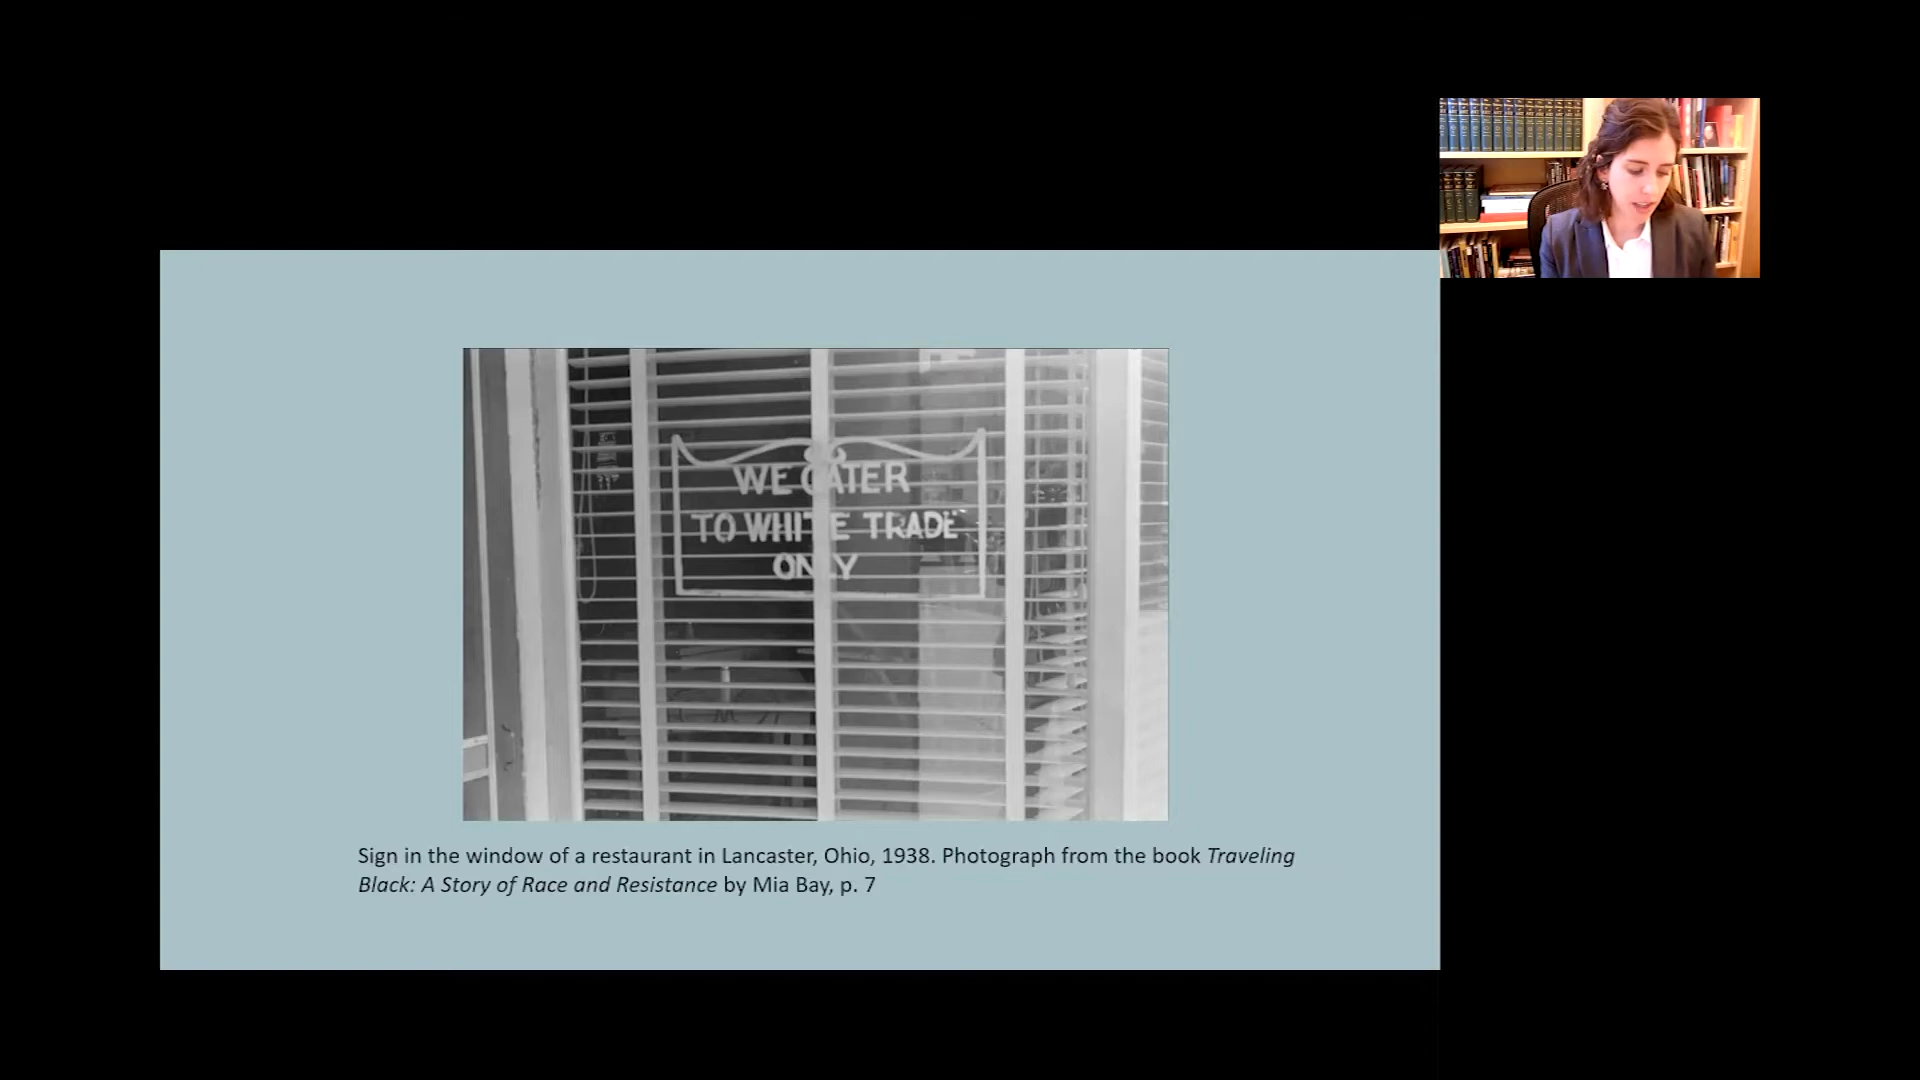 WE CATER
TO WHITE TRADE
ONLY
Sign in the window of a restaurant in Lancaster, Ohio, 1938. Photograph from the book Traveling
Black: A Story of Race and Resistance by Mia Bay, p. 7